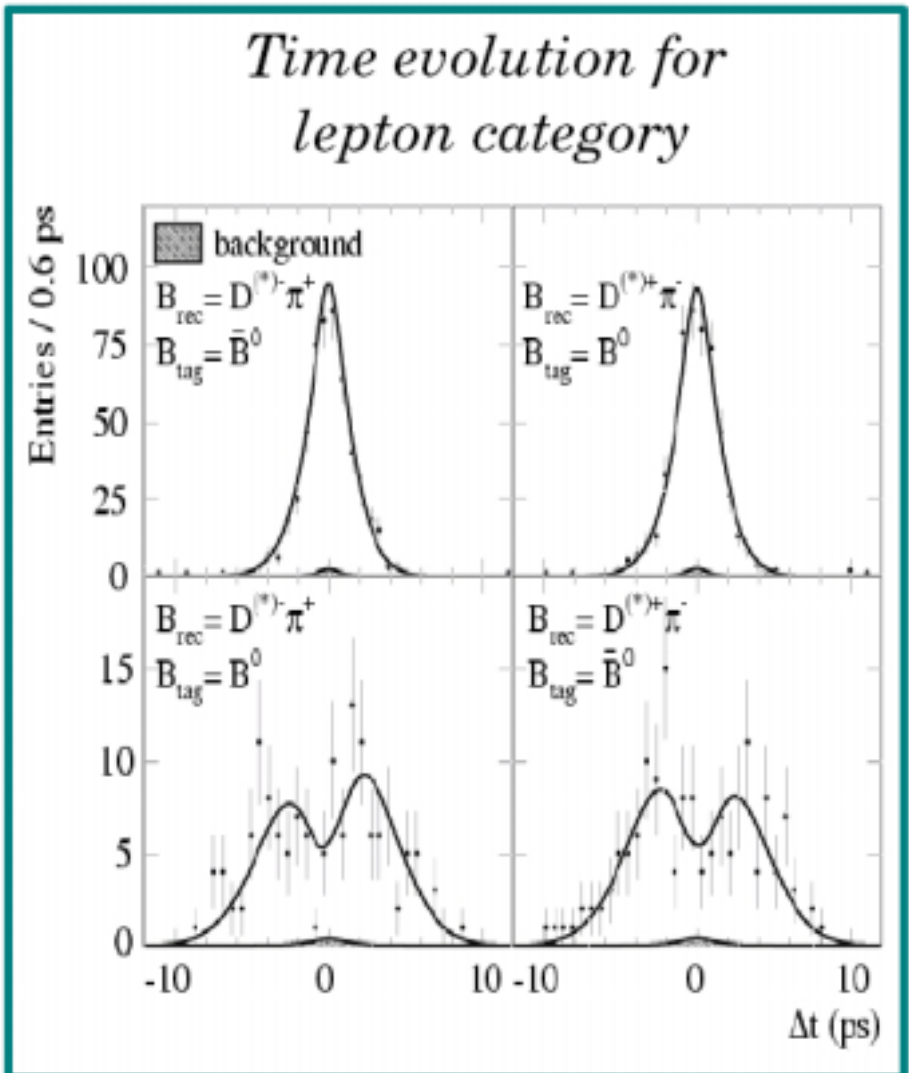 Time evolution for
lepton category
Entries / 0.6 ps
background
B_rec = D^(*)- π^+
B_tag = B̄^0
B_rec = D^(*)+ π^-
B_tag = B^0
100
75
50
25
0
B_rec = D^(*)- π^+
B_tag = B^0
B_rec = D^(*)+ π^-
B_tag = B̄^0
15
10
5
0
-10 0 10 -10 0 10
Δt (ps)